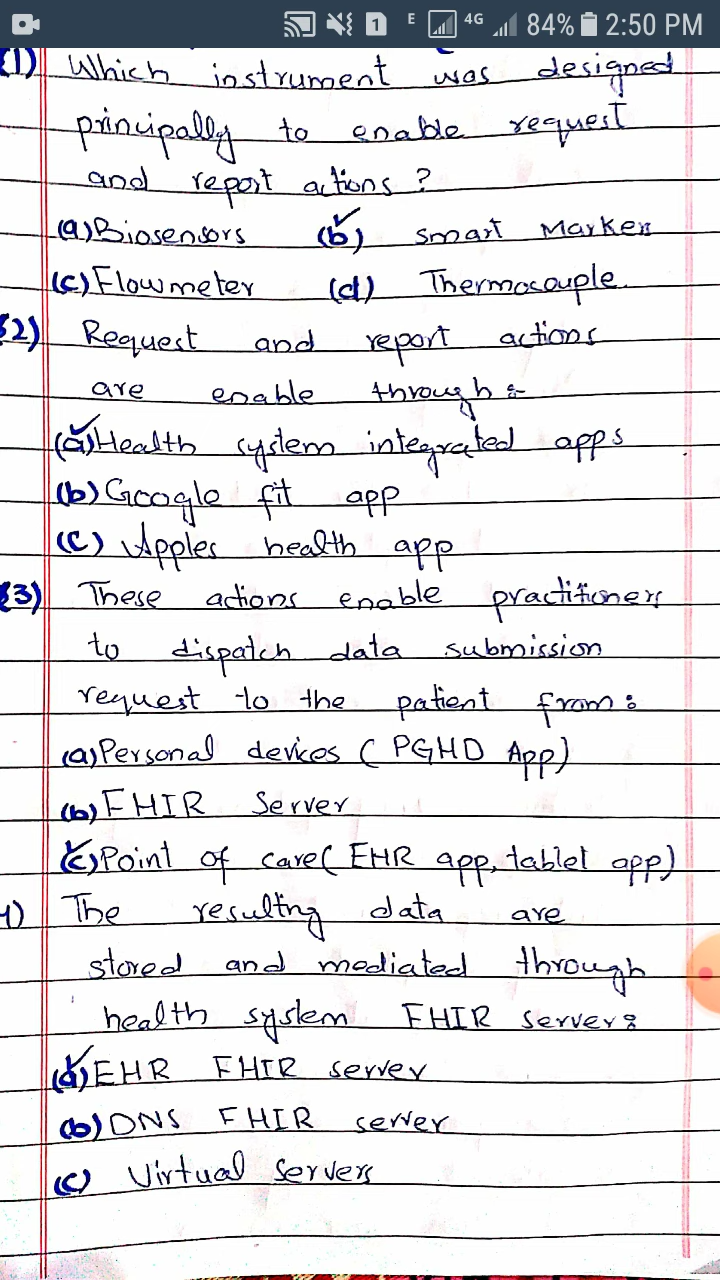 1 E 4G 84% 2:50 PM
1) Which instrument was designed
principally to enable request
and report actions ?
(a) Biosensors (b) smart Markers
(c) Flowmeter (d) Thermocouple.
2) Request and report actions
are enable through :-
(a) Health system integrated apps
(b) Google fit app
(C) Apples health app
3) These actions enable practitioners
to dispatch data submission
request to the patient from :
(a) Personal devices ( PGHD App)
(b) FHIR Server
(c) Point of care( EHR app, tablet app)
4) The resulting data are
stored and mediated through
health system FHIR server :
(a) EHR FHIR server
(b) DNS FHIR server
(c) Virtual Servers